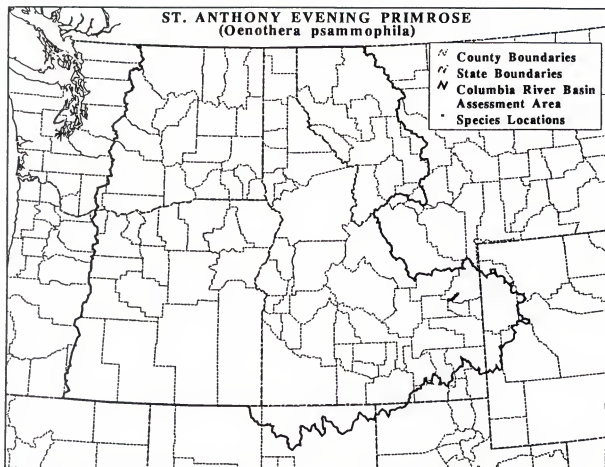 ST. ANTHONY EVENING PRIMROSE
(Oenothera psammophila)
County Boundaries
State Boundaries
Columbia River Basin
Assessment Area
Species Locations